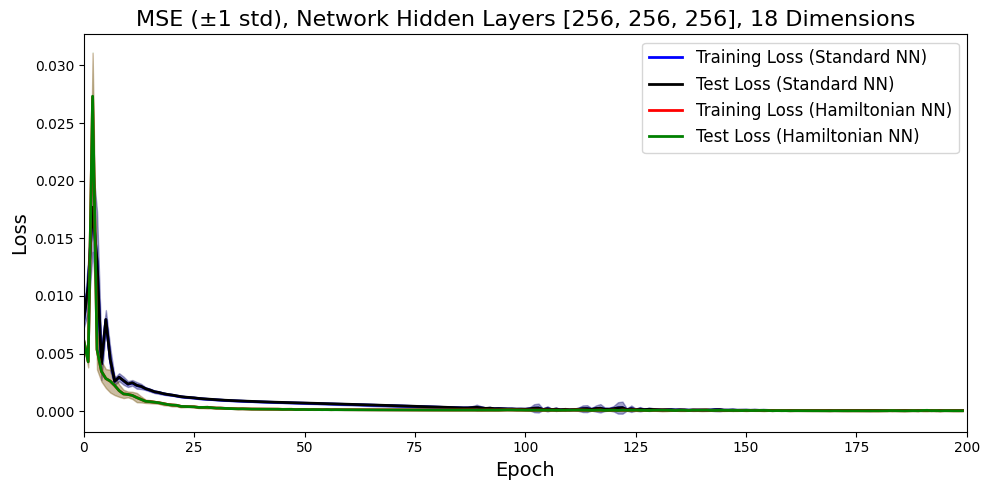 MSE (±1 std), Network Hidden Layers [256, 256, 256], 18 Dimensions
Training Loss (Standard NN)
Test Loss (Standard NN)
Training Loss (Hamiltonian NN)
Test Loss (Hamiltonian NN)
Loss
0.030
0.025
0.020
0.015
0.010
0.005
0.000
0 25 50 75 100 125 150 175 200
Epoch